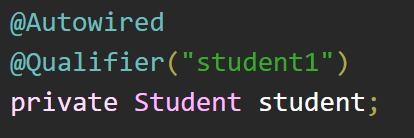 @Autowired
@Qualifier("student1")
private Student student;